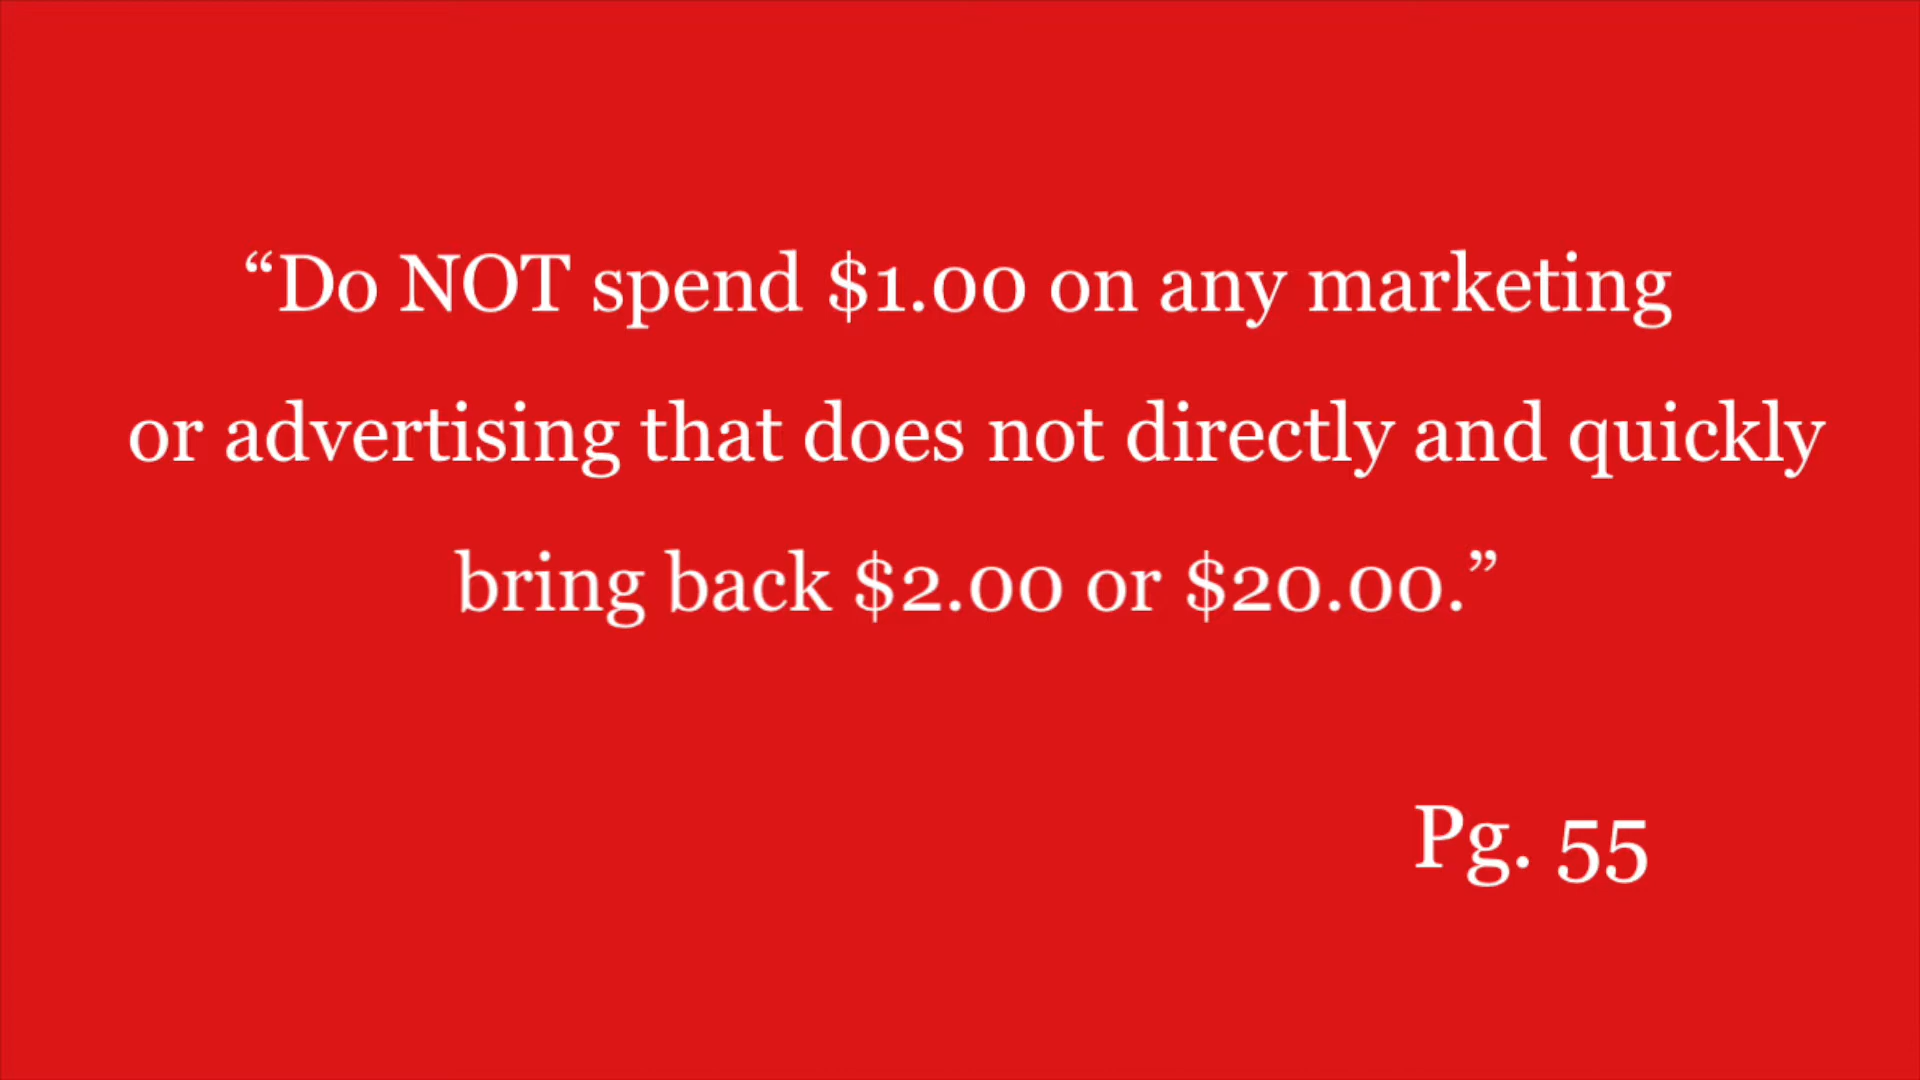 “Do NOT spend $1.00 on any marketing
or advertising that does not directly and quickly
bring back $2.00 or $20.00.”
Pg. 55